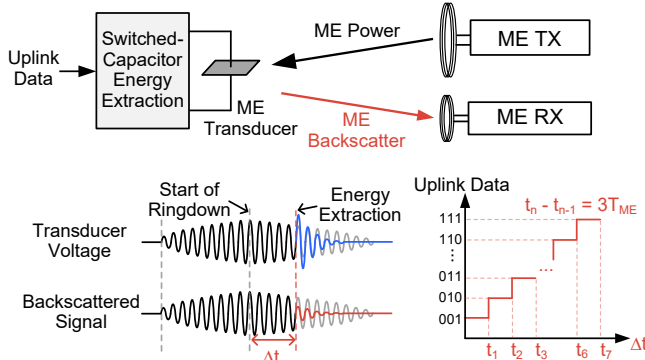 Uplink
Data
Switched-
Capacitor
Energy
Extraction
ME
Transducer
ME Power
ME
Backscatter
ME TX
ME RX
Start of
Ringdown
Energy
Extraction
Transducer
Voltage
Backscattered
Signal
Δt
Uplink Data
tn - tn-1 = 3TME
111
110
...
011
010
001
...
t1 t2 t3 t6 t7 Δt